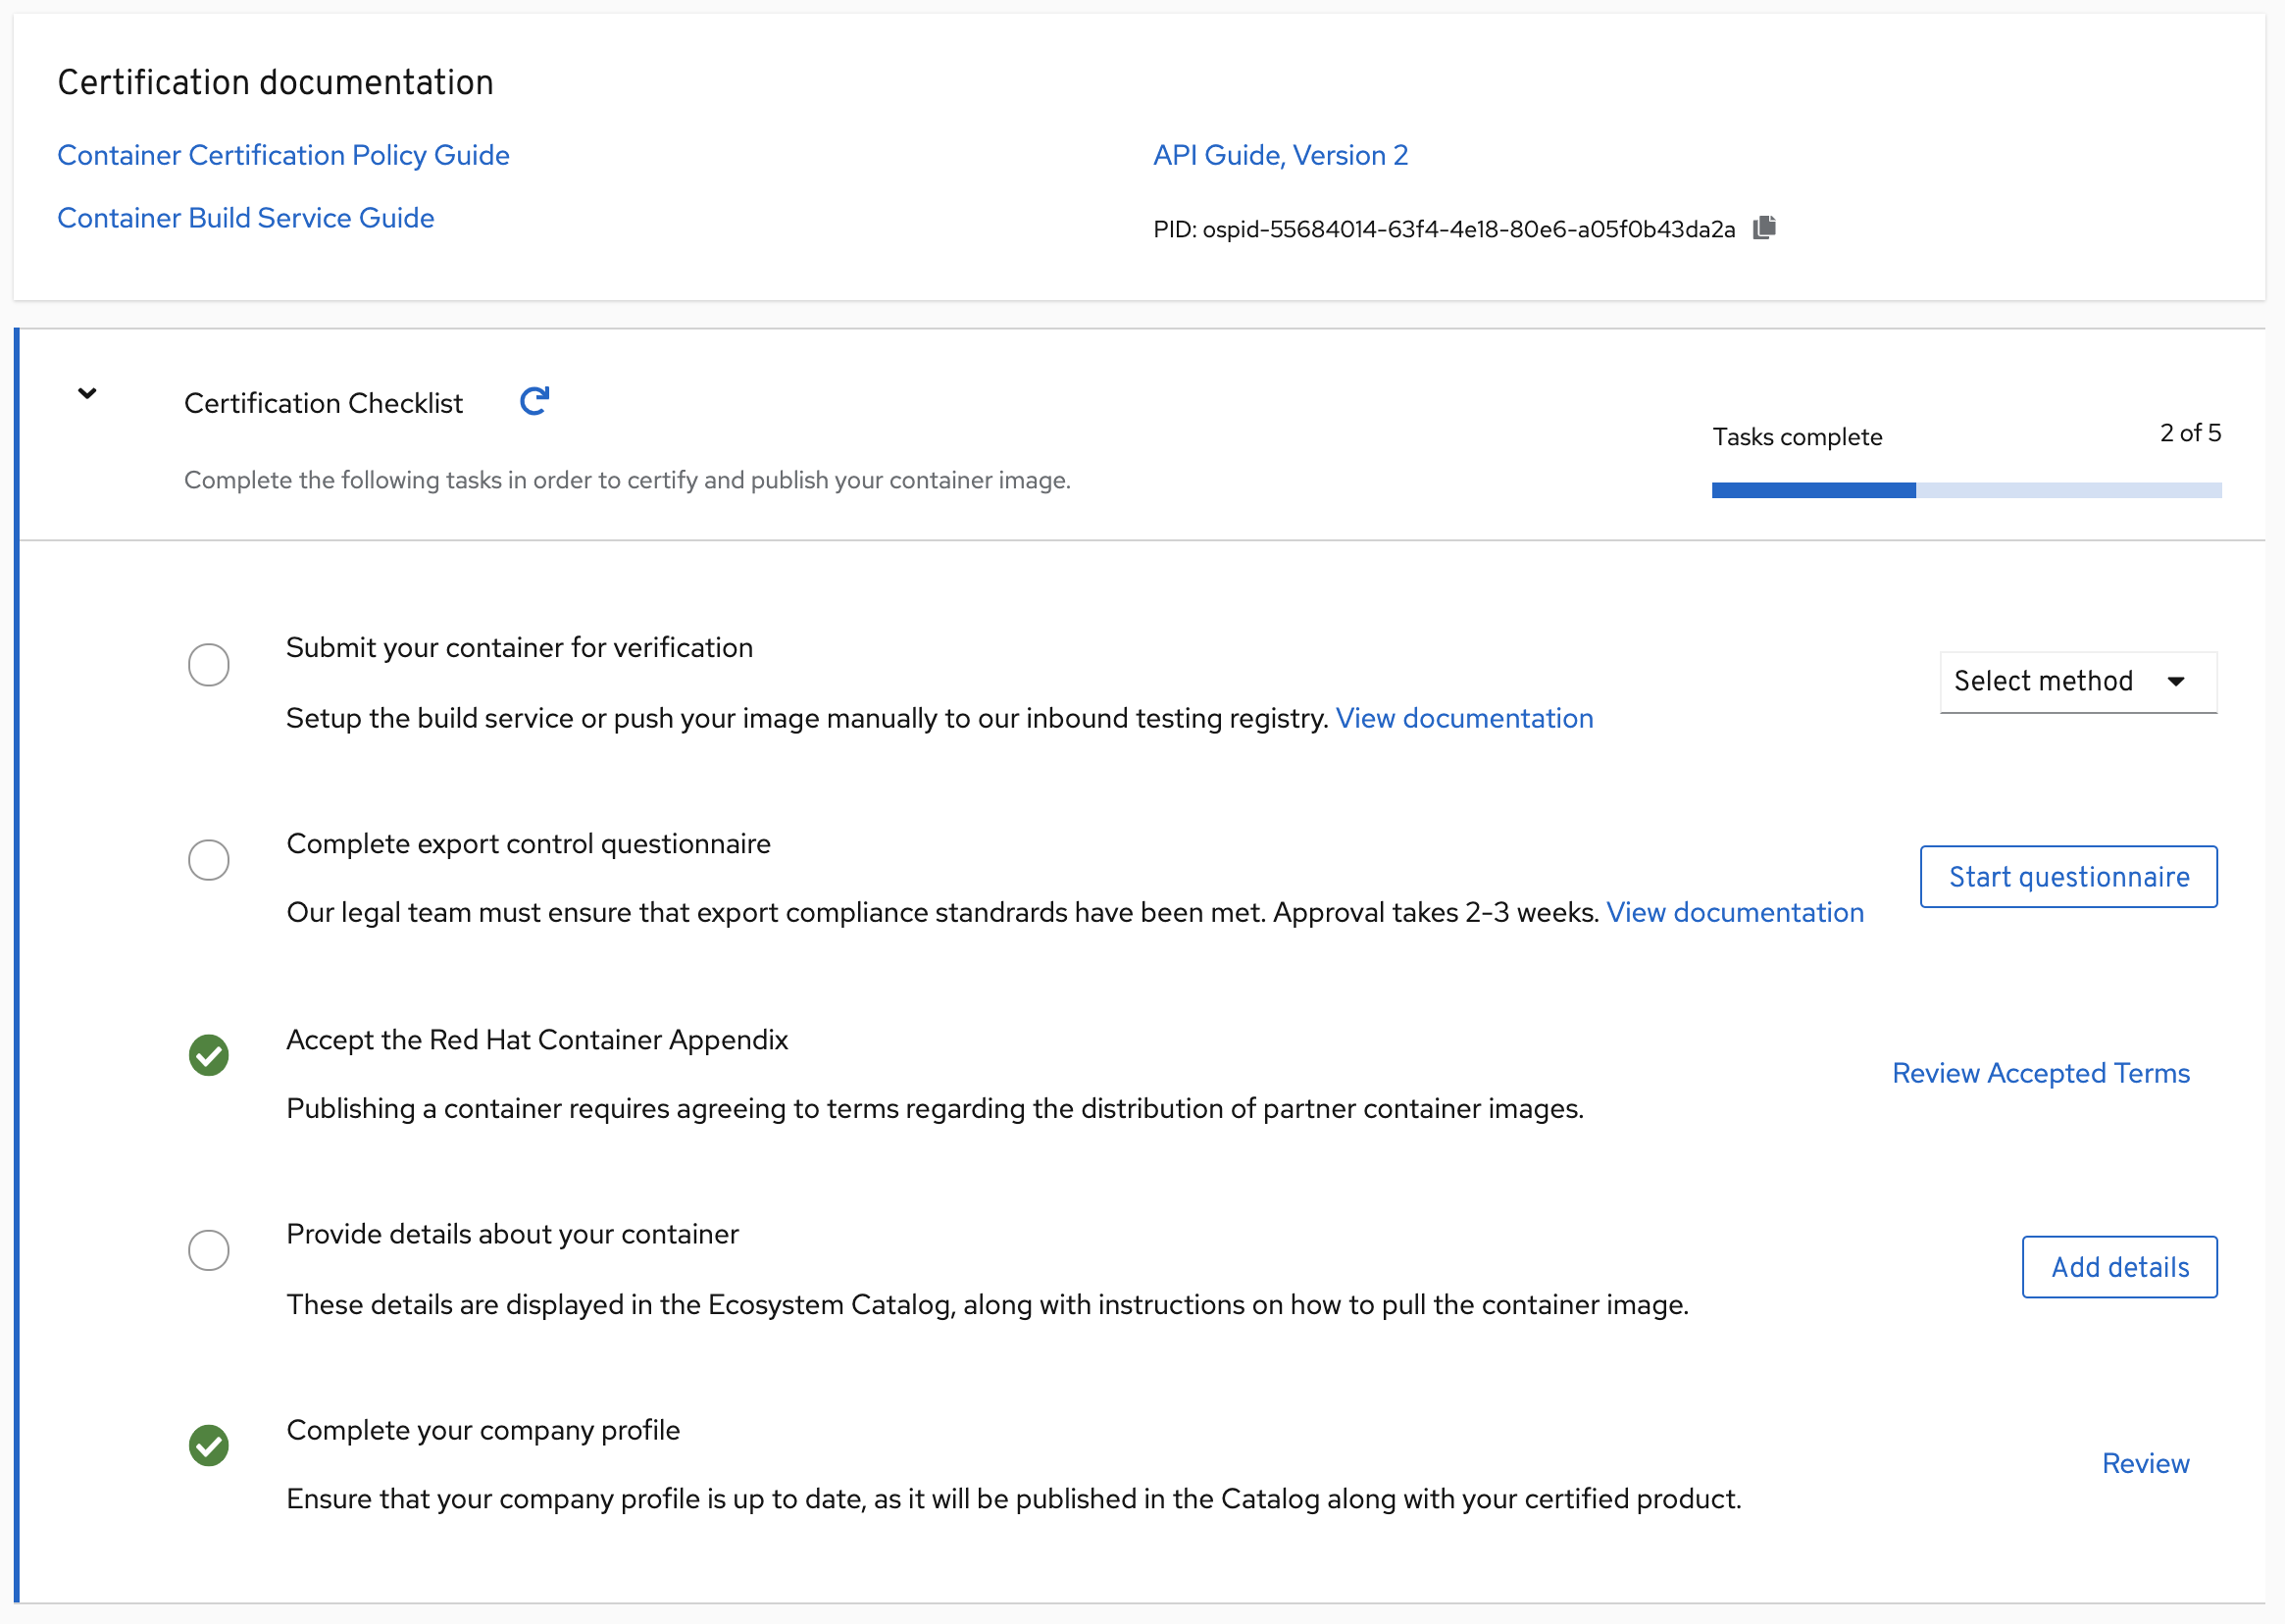 Certification documentation
Container Certification Policy Guide
API Guide, Version 2
Container Build Service Guide
PID: ospid-55684014-63f4-4e18-80e6-a05f0b43da2a
Certification Checklist
Tasks complete
2 of 5
Complete the following tasks in order to certify and publish your container image.
Submit your container for verification
Select method
Setup the build service or push your image manually to our inbound testing registry. View documentation
Complete export control questionnaire
Start questionnaire
Our legal team must ensure that export compliance standrards have been met. Approval takes 2-3 weeks. View documentation
Accept the Red Hat Container Appendix
Review Accepted Terms
Publishing a container requires agreeing to terms regarding the distribution of partner container images.
Provide details about your container
Add details
These details are displayed in the Ecosystem Catalog, along with instructions on how to pull the container image.
Complete your company profile
Review
Ensure that your company profile is up to date, as it will be published in the Catalog along with your certified product.